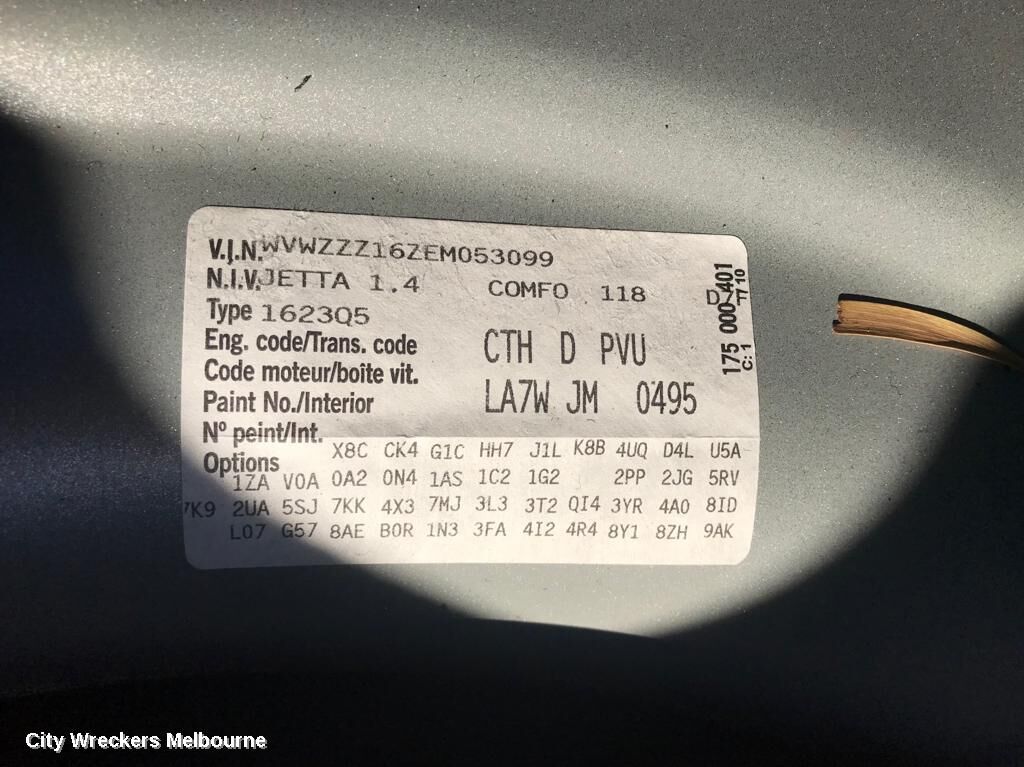 V.I.N. WVWZZZ16ZEM053099
N.I.V. JETTA 1.4 COMFO 118
Type 1623Q5
Eng. code/Trans. code CTH D PVU
Code moteur/boîte vit.
Paint No./Interior LA7W JM 0495
Nº peint/Int.
Options X8C CK4 G1C HH7 J1L K8B 4UQ D4L U5A
1ZA V0A 0A2 0N4 1AS 1C2 1G2 2PP 2JG 5RV
7K9 2UA 5SJ 7KK 4X3 7MJ 3L3 3T2 QI4 3YR 4A0 8ID
L07 G57 8AE B0R 1N3 3FA 4I2 4R4 8Y1 8ZH 9AK
175 000 401
C: 1
City Wreckers Melbourne